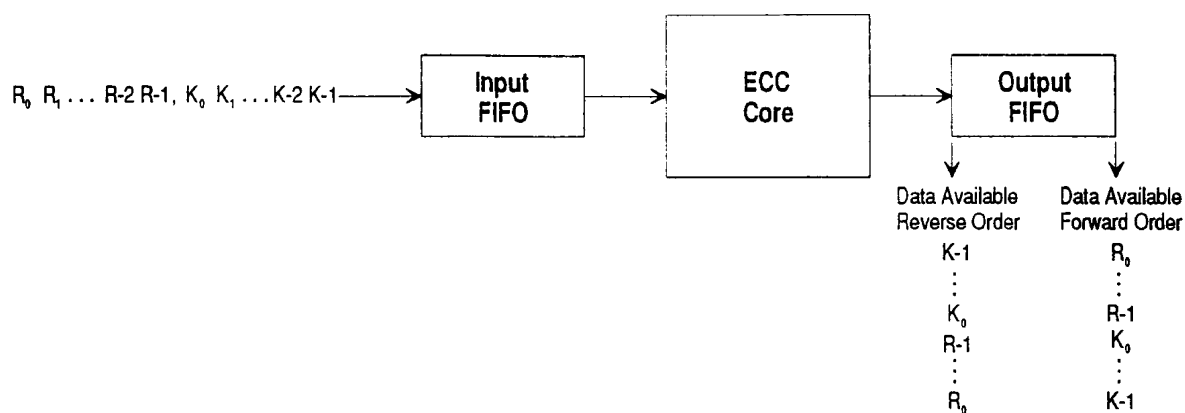 R₀ R₁ . . . R-2 R-1, K₀ K₁ . . . K-2 K-1
Input
FIFO
ECC
Core
Output
FIFO
Data Available
Reverse Order
K-1
K₀
R-1
R₀
Data Available
Forward Order
R₀
R-1
K₀
K-1